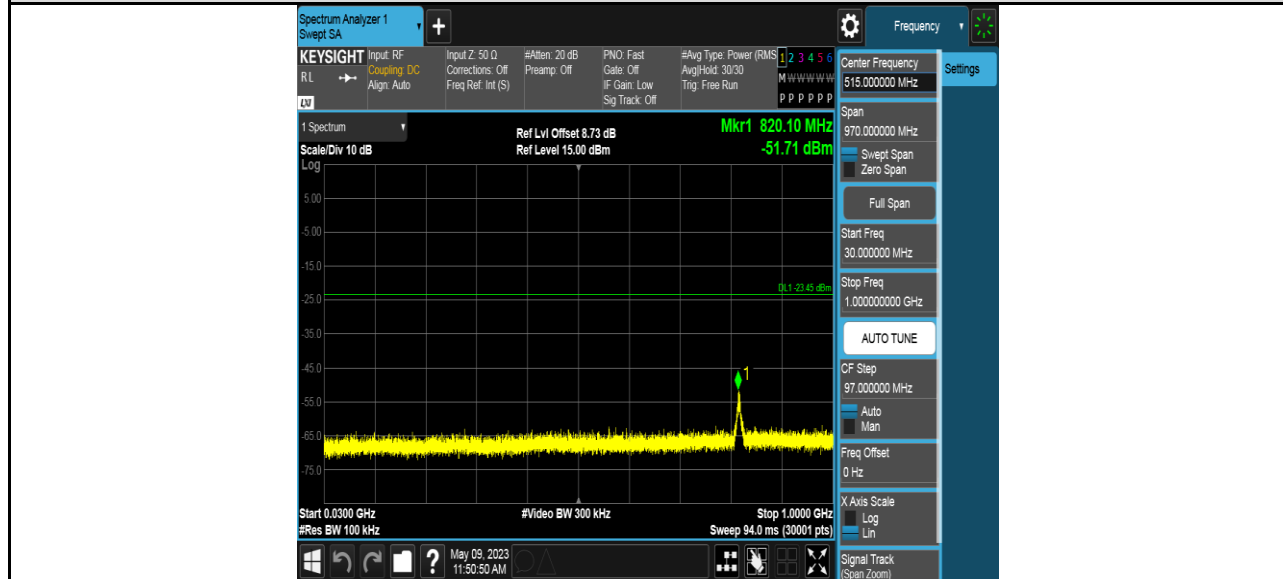 Spectrum Analyzer 1
Swept SA
+
Frequency
KEYSIGHT
RL
LXI
Input: RF
Coupling: DC
Align: Auto
Input Z: 50 Ω
Corrections: Off
Freq Ref: Int (S)
#Atten: 20 dB
Preamp: Off
PNO: Fast
Gate: Off
IF Gain: Low
Sig Track: Off
#Avg Type: Power (RMS
Avg|Hold: 30/30
Trig: Free Run
1 2 3 4 5 6
M W W W W W
P P P P P P
1 Spectrum
Scale/Div 10 dB
Log
Ref Lvl Offset 8.73 dB
Ref Level 15.00 dBm
Mkr1 820.10 MHz
-51.71 dBm
5.00
-5.00
-15.0
-25.0
-35.0
-45.0
-55.0
-65.0
-75.0
DL1 -23.45 dBm
1
Start 0.0300 GHz
#Res BW 100 kHz
#Video BW 300 kHz
Stop 1.0000 GHz
Sweep 94.0 ms (30001 pts)
?
May 09, 2023
11:50:50 AM
Center Frequency
515.000000 MHz
Settings
Span
970.000000 MHz
Swept Span
Zero Span
Full Span
Start Freq
30.000000 MHz
Stop Freq
1.000000000 GHz
AUTO TUNE
CF Step
97.000000 MHz
Auto
Man
Freq Offset
0 Hz
X Axis Scale
Log
Lin
Signal Track
(Span Zoom)